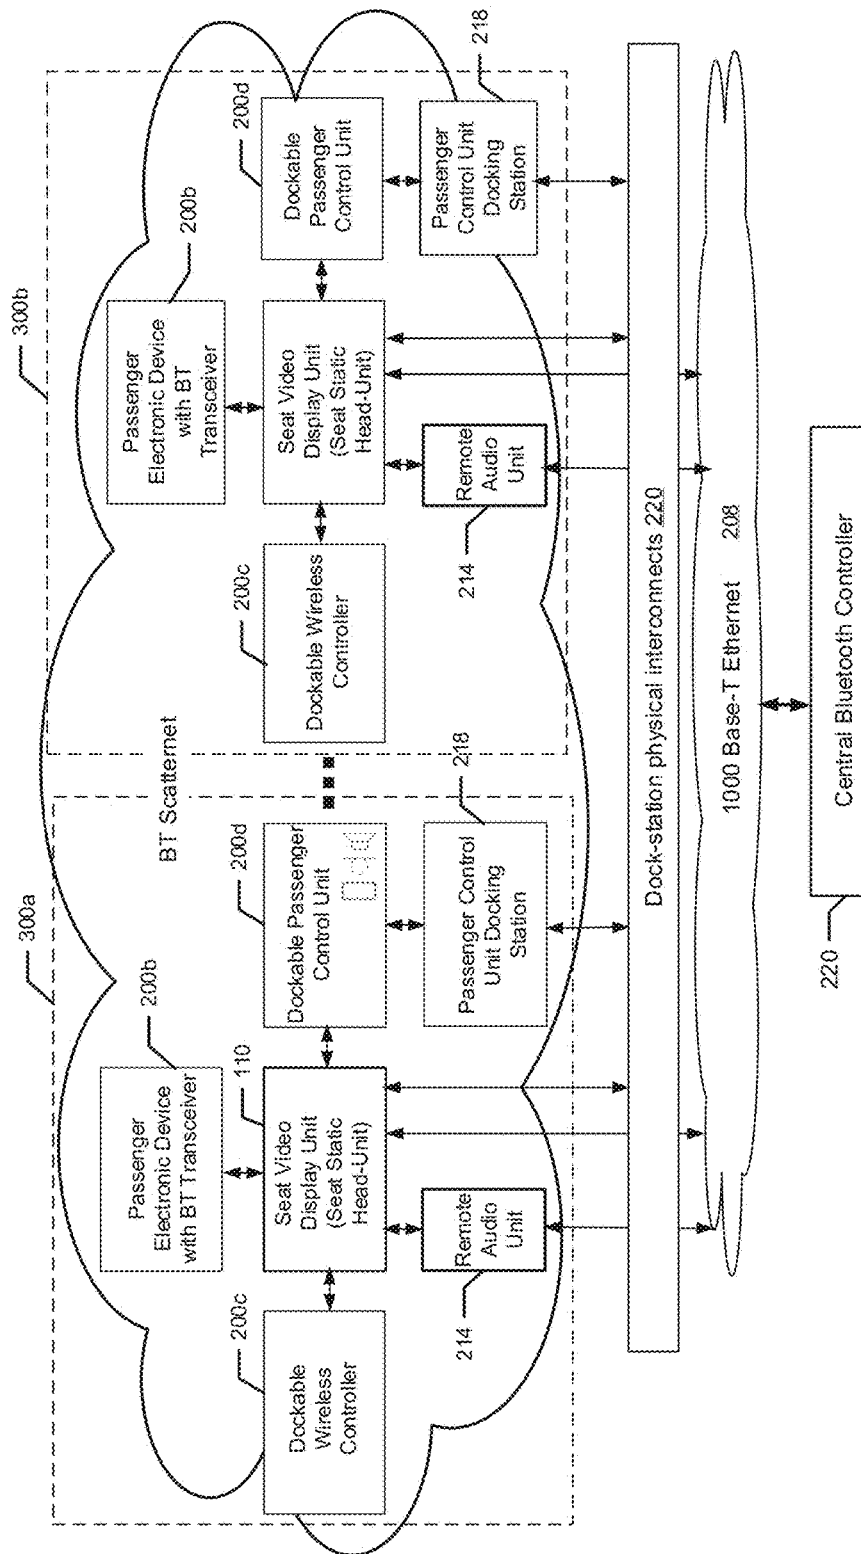 300a
300b
BT Scatternet
200b
Passenger
Electronic Device
with BT Transceiver
200b
Passenger
Electronic Device
with BT
Transceiver
200c
Dockable
Wireless
Controller
110
Seat Video
Display Unit
(Seat Static
Head-Unit)
200d
Dockable Passenger
Control Unit
200c
Dockable Wireless
Controller
Seat Video
Display Unit
(Seat Static
Head-Unit)
200d
Dockable
Passenger
Control Unit
214
Remote
Audio
Unit
218
Passenger Control
Unit Docking
Station
214
Remote
Audio
Unit
218
Passenger
Control Unit
Docking
Station
Dock-station physical interconnects 220
1000 Base-T Ethernet 208
220
Central Bluetooth Controller